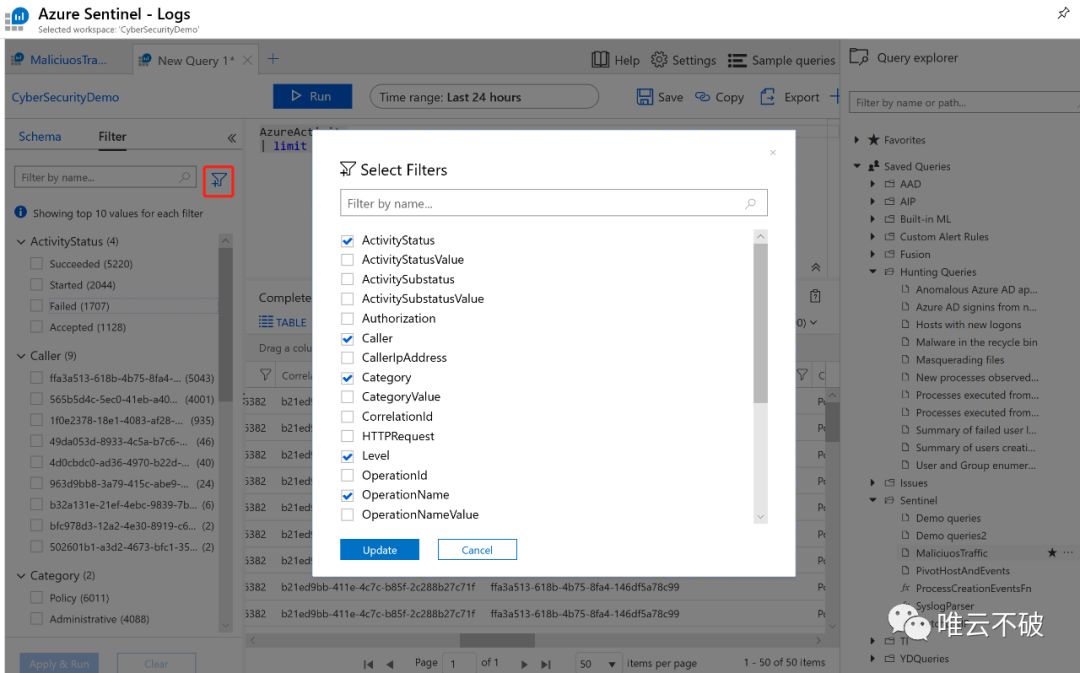 Azure Sentinel - Logs
Selected workspace: 'CyberSecurityDemo'
MaliciuosTra...
New Query 1*
Help
Settings
Sample queries
Query explorer
CyberSecurityDemo
Run
Time range: Last 24 hours
Save
Copy
Export
Filter by name or path...
Schema
Filter
Filter by name...
Showing top 10 values for each filter
ActivityStatus (4)
Succeeded (5220)
Started (2044)
Failed (1707)
Accepted (1128)
Caller (9)
ffa3a513-618b-4b75-8fa4-... (5043)
565b5d4c-5ec0-41eb-a40... (4001)
1f0e2378-18e1-4083-af28-... (935)
49da053d-8933-4c5a-b7c6-... (46)
4d0cbdc0-ad36-4970-b22d-... (40)
963d9bb8-3a79-415c-abe9-... (24)
b32a131e-21ef-4ebc-9839-7b... (6)
bfc978d3-12a2-4e30-8919-c6... (2)
502601b1-a3d2-4673-bfc1-35... (2)
Category (2)
Policy (6011)
Administrative (4088)
Apply & Run
Clear
| limit
Complete
TABLE
Drag a colu
Correla
5382
b21ed9
5382
b21ed9
5382
b21ed9
5382
b21ed9
5382
b21ed9
5382
b21ed9
5382
b21ed9
5382 b21ed9bb-411e-4c7c-b85f-2c288b27c71f ffa3a513-618b-4b75-8fa4-146df5a78c99
5382 b21ed9bb-411e-4c7c-b85f-2c288b27c71f ffa3a513-618b-4b75-8fa4-146df5a78c99
Page 1 of 1
50
items per page
1 - 50 of 50 items
Select Filters
Filter by name...
ActivityStatus
ActivityStatusValue
ActivitySubstatus
ActivitySubstatusValue
Authorization
Caller
CallerIpAddress
Category
CategoryValue
CorrelationId
HTTPRequest
Level
OperationId
OperationName
OperationNameValue
Update
Cancel
Favorites
Saved Queries
AAD
AIP
Built-in ML
Custom Alert Rules
Fusion
Hunting Queries
Anomalous Azure AD ap...
Azure AD signins from n...
Hosts with new logons
Malware in the recycle bin
Masquerading files
New processes observed...
Processes executed from...
Processes executed from...
Summary of failed user l...
Summary of users creati...
User and Group enumer...
Issues
Sentinel
Demo queries
Demo queries2
MaliciuosTraffic
PivotHostAndEvents
ProcessCreationEventsFn
SyslogParser
TI
YDQueries
唯云不破